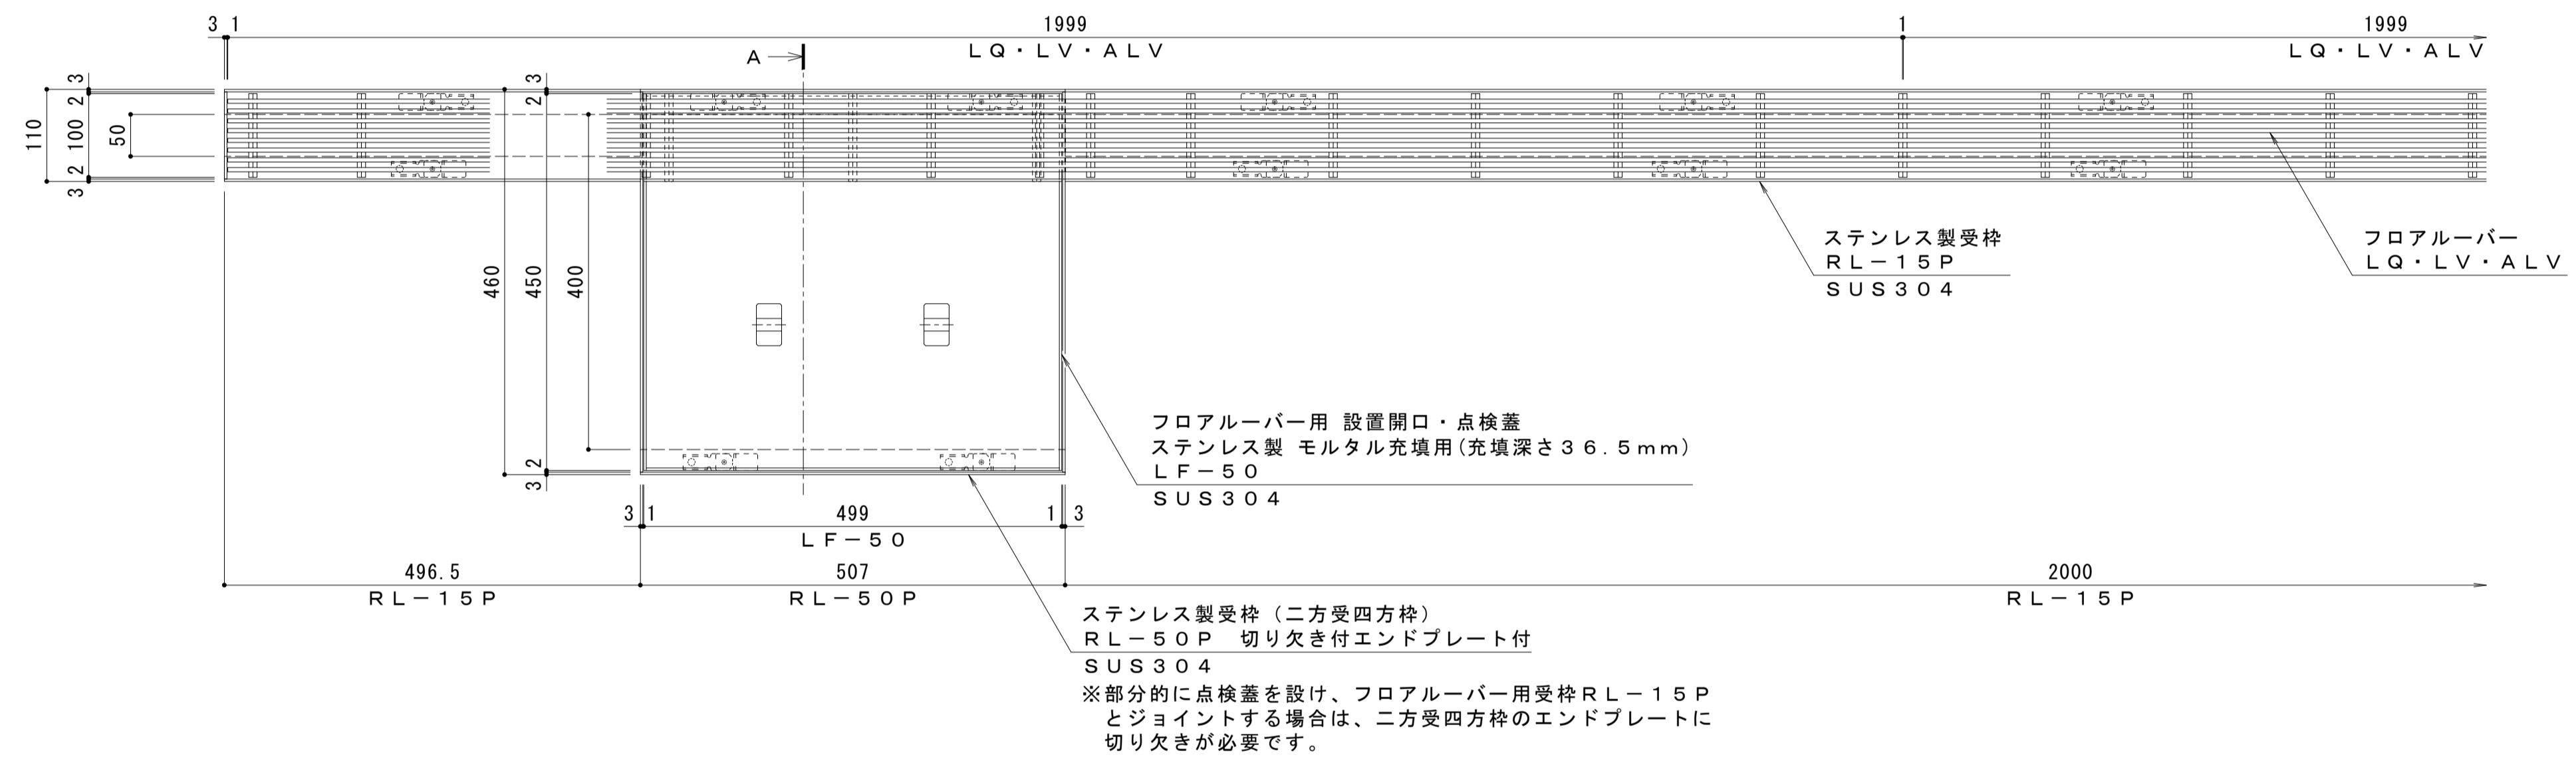 3 1 1999 1 1999
LQ・LV・ALV LQ・LV・ALV
A
3
2
110 100 50
2
3
3
2
460 450 400
2
3
ステンレス製受枠
RL－15P
SUS304
フロアルーバー
LQ・LV・ALV
フロアルーバー用 設置開口・点検蓋
ステンレス製 モルタル充填用(充填深さ36.5mm)
LF－50
SUS304
3 1 499 1 3
LF－50
496.5 507 2000
RL－15P RL－50P RL－15P
ステンレス製受枠（二方受四方枠）
RL－50P 切り欠き付エンドプレート付
SUS304
※部分的に点検蓋を設け、フロアルーバー用受枠RL－15P
とジョイントする場合は、二方受四方枠のエンドプレートに
切り欠きが必要です。